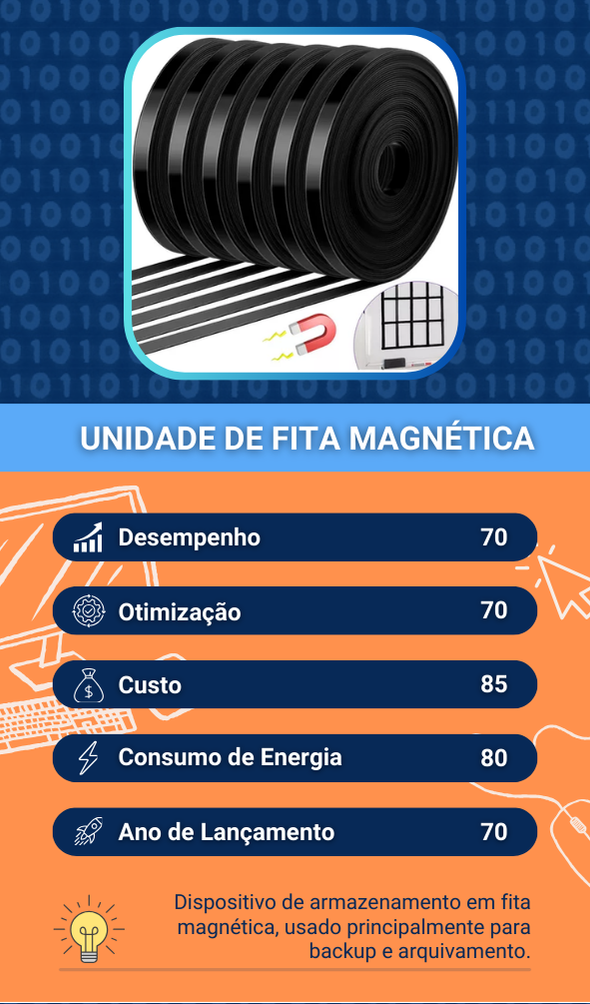 UNIDADE DE FITA MAGNÉTICA
Desempenho 70
Otimização 70
Custo 85
Consumo de Energia 80
Ano de Lançamento 70
Dispositivo de armazenamento em fita
magnética, usado principalmente para
backup e arquivamento.